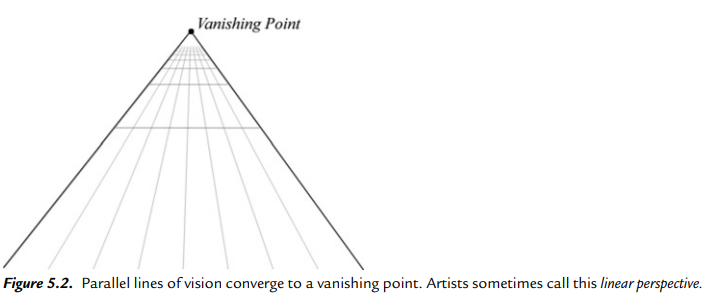 Vanishing Point
Figure 5.2. Parallel lines of vision converge to a vanishing point. Artists sometimes call this linear perspective.